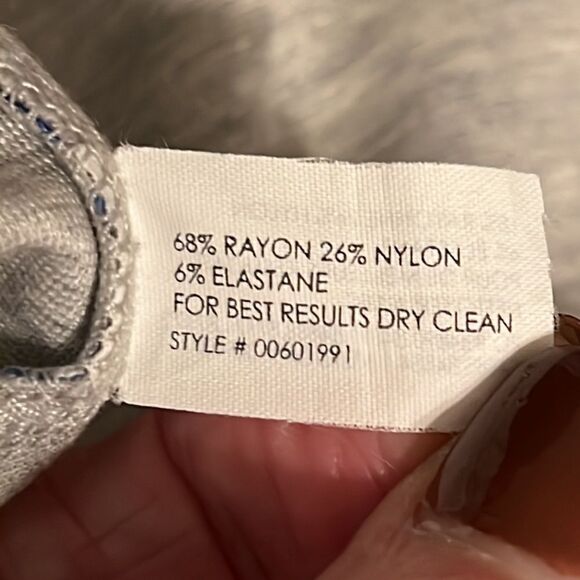 68% RAYON 26% NYLON
6% ELASTANE
FOR BEST RESULTS DRY CLEAN
STYLE # 00601991